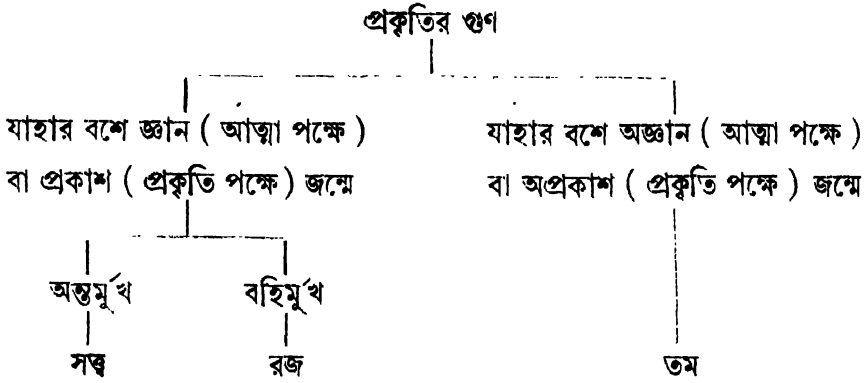 প্রকৃতির গুণ
যাহার বশে জ্ঞান ( আত্মা পক্ষে )
বা প্রকাশ ( প্রকৃতি পক্ষে ) জন্মে
যাহার বশে অজ্ঞান ( আত্মা পক্ষে )
বা অপ্রকাশ ( প্রকৃতি পক্ষে ) জন্মে
অন্তর্মুখ
বহির্মুখ
সত্ত্ব
রজ
তম